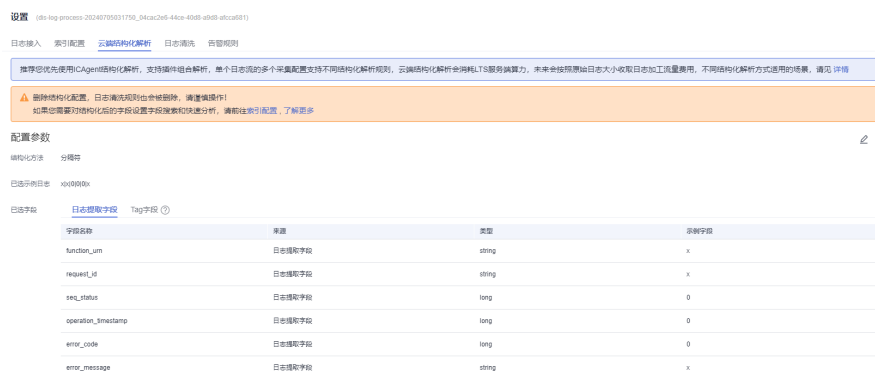 设置 (dis-log-process-20240705031750_04cac2e6-44ce-40d8-a9d8-afcca681)
日志接入 索引配置 云端结构化解析 日志清洗 告警规则
推荐您优先使用ICAgent结构化解析，支持插件组合解析，单个日志流的多个采集配置支持不同结构化解析规则，云端结构化解析会消耗LTS服务端算力，未来会按照原始日志大小收取日志加工流量费用，不同结构化解析方式适用的场景，请见 详情
删除结构化配置，日志清洗规则也会被删除，请谨慎操作！
如果您需要对结构化后的字段设置字段搜索和快速分析，请前往索引配置，了解更多
配置参数
结构化方法 分隔符
已选示例日志 x|x|0|0|0|x
已选字段 日志提取字段 Tag字段
字段名称 来源 类型 示例字段
function_urn 日志提取字段 string x
request_id 日志提取字段 string x
seq_status 日志提取字段 long 0
operation_timestamp 日志提取字段 long 0
error_code 日志提取字段 long 0
error_message 日志提取字段 string x